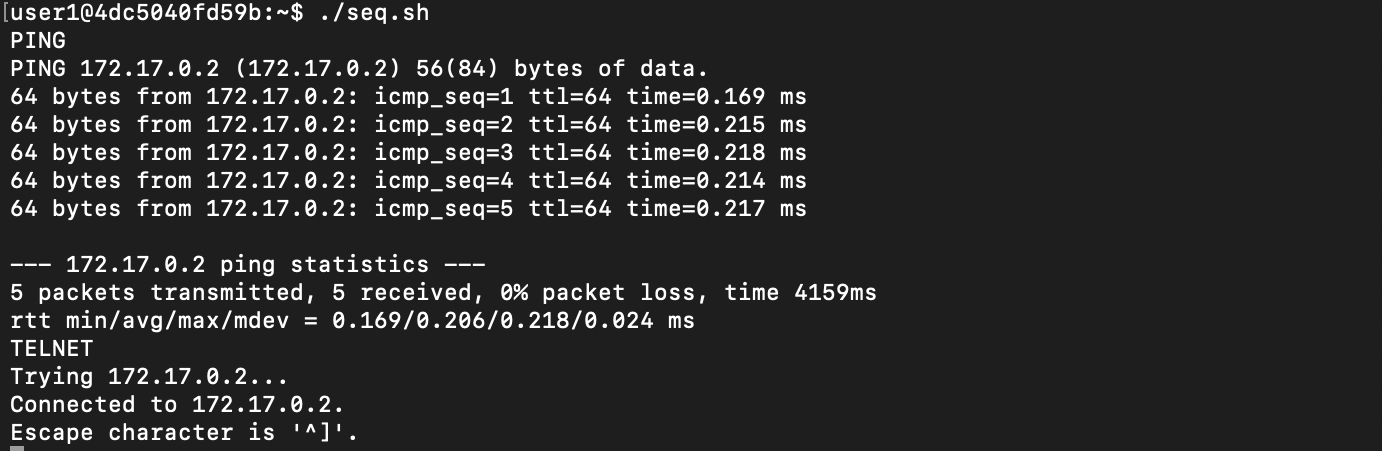 [user1@4dc5040fd59b:~$ ./seq.sh
PING
PING 172.17.0.2 (172.17.0.2) 56(84) bytes of data.
64 bytes from 172.17.0.2: icmp_seq=1 ttl=64 time=0.169 ms
64 bytes from 172.17.0.2: icmp_seq=2 ttl=64 time=0.215 ms
64 bytes from 172.17.0.2: icmp_seq=3 ttl=64 time=0.218 ms
64 bytes from 172.17.0.2: icmp_seq=4 ttl=64 time=0.214 ms
64 bytes from 172.17.0.2: icmp_seq=5 ttl=64 time=0.217 ms
--- 172.17.0.2 ping statistics ---
5 packets transmitted, 5 received, 0% packet loss, time 4159ms
rtt min/avg/max/mdev = 0.169/0.206/0.218/0.024 ms
TELNET
Trying 172.17.0.2...
Connected to 172.17.0.2.
Escape character is '^]'.